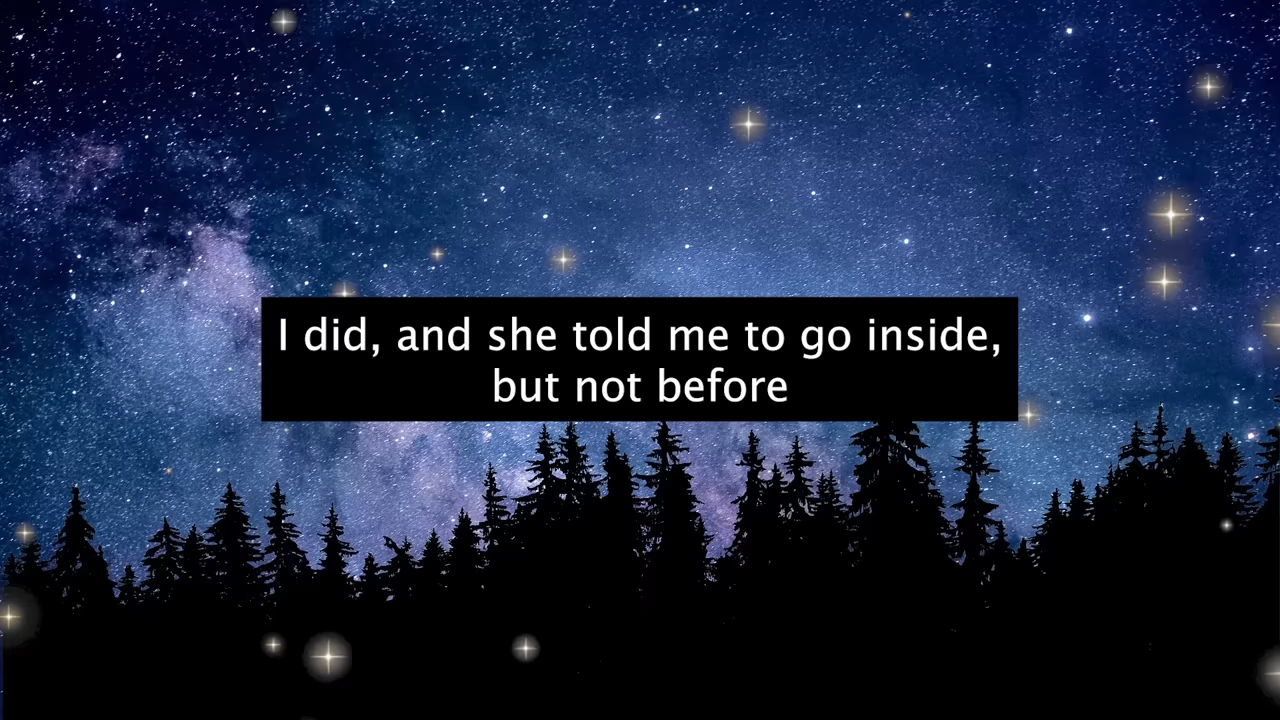 I did, and she told me to go inside,
but not before